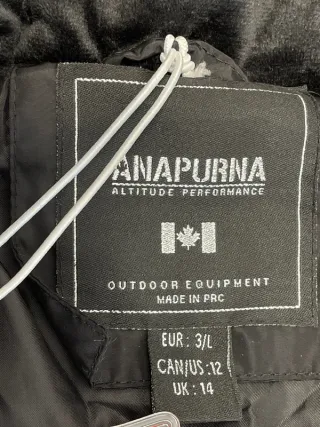 ANAPURNA
ALTITUDE PERFORMANCE
OUTDOOR EQUIPMENT
MADE IN PRC
EUR: 3/L
CAN/US: 12
UK: 14